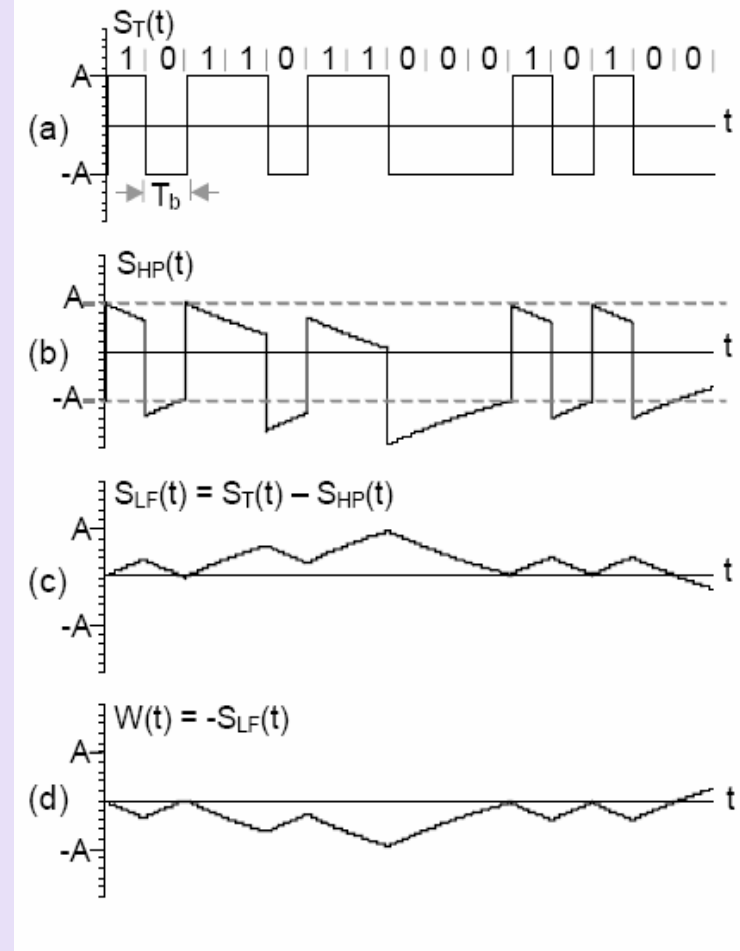 S_T(t)
1 | 0 | 1 | 1 | 0 | 1 | 1 | 0 | 0 | 0 | 1 | 0 | 1 | 0 | 0 |
A
(a)
t
-A
T_b
S_HP(t)
A
(b)
t
-A
S_LF(t) = S_T(t) – S_HP(t)
A
(c)
t
-A
W(t) = -S_LF(t)
A
(d)
t
-A